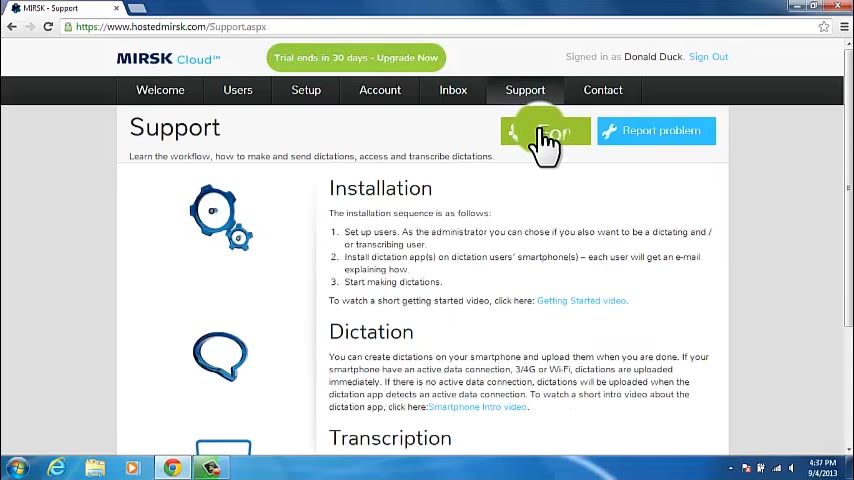 MIRSK - Support
https://www.hostedmirsk.com/Support.aspx
MIRSK Cloud™
Trial ends in 30 days - Upgrade Now
Signed in as Donald Duck. Sign Out
Welcome
Users
Setup
Account
Inbox
Support
Contact
Support
Report problem
Learn the workflow, how to make and send dictations, access and transcribe dictations.
Installation
The installation sequence is as follows:
1. Set up users. As the administrator you can chose if you also want to be a dictating and /
or transcribing user.
2. Install dictation app(s) on dictation users' smartphone(s) – each user will get an e-mail
explaining how.
3. Start making dictations.
To watch a short getting started video, click here: Getting Started video.
Dictation
You can create dictations on your smartphone and upload them when you are done. If your
smartphone have an active data connection, 3/4G or Wi-Fi, dictations are uploaded
immediately. If there is no active data connection, dictations will be uploaded when the
dictation app detects an active data connection. To watch a short intro video about the
dictation app, click here:Smartphone Intro video.
Transcription
4:37 PM
9/4/2013